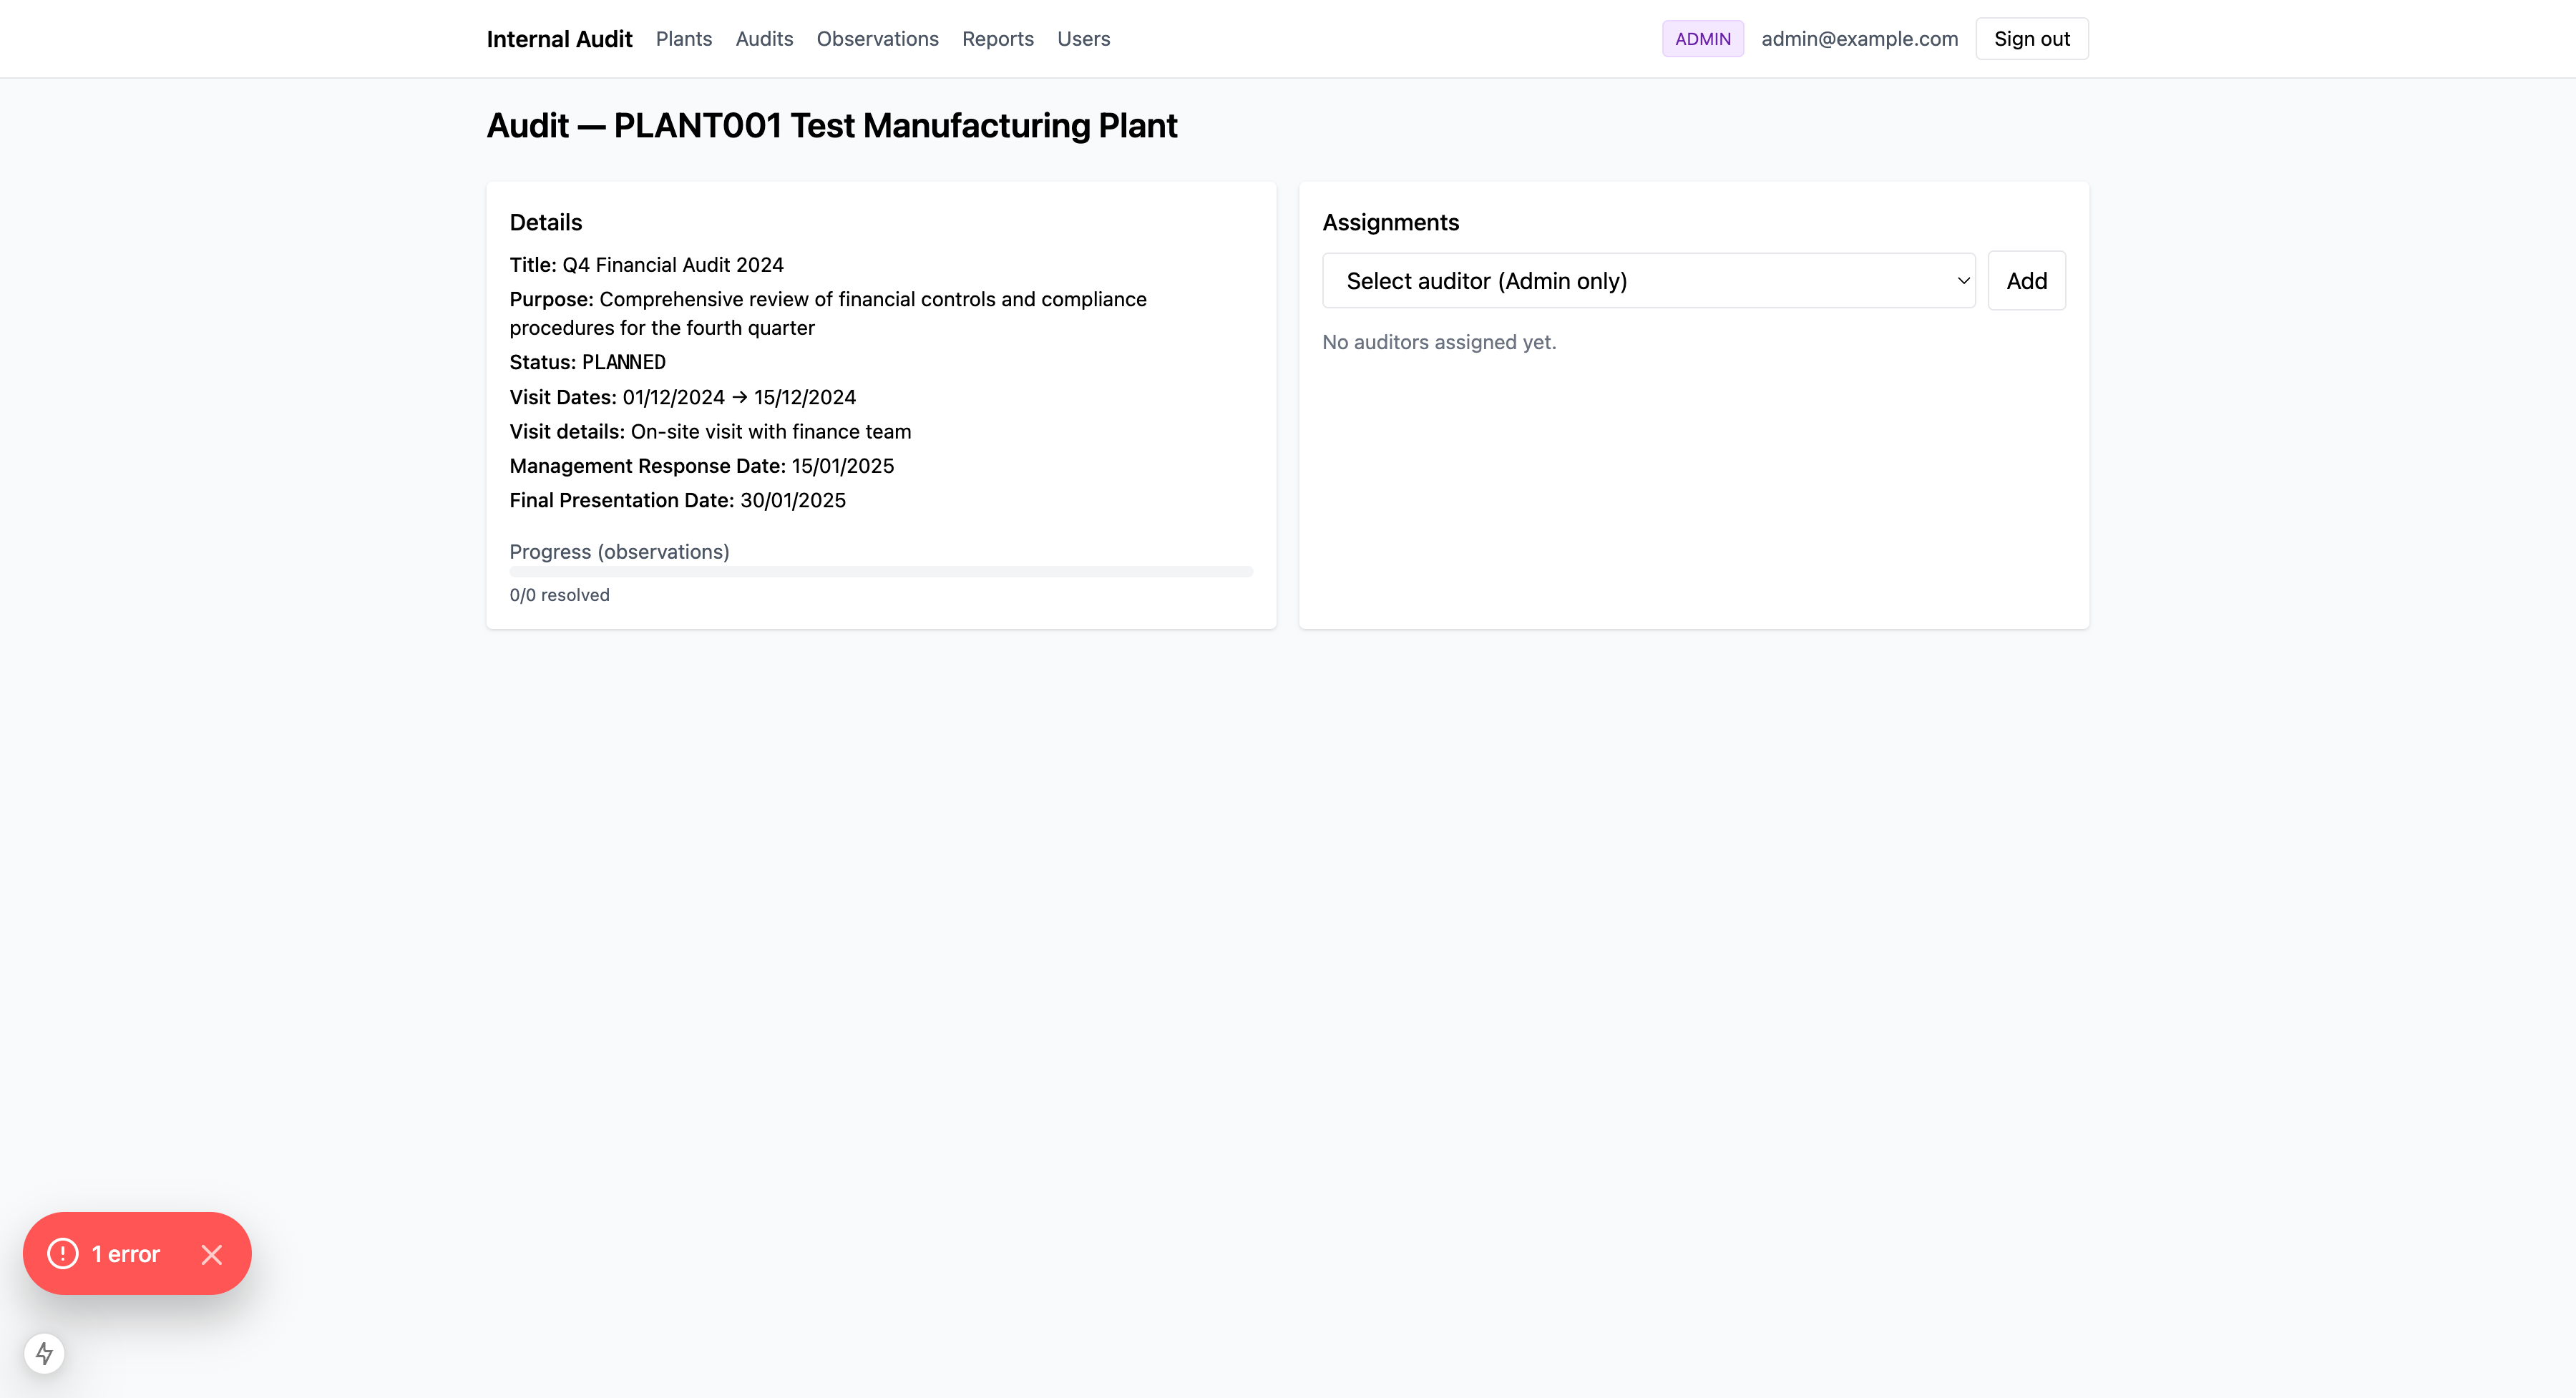 Internal Audit Plants Audits Observations Reports Users ADMIN admin@example.com Sign out
Audit — PLANT001 Test Manufacturing Plant
Details
Title: Q4 Financial Audit 2024
Purpose: Comprehensive review of financial controls and compliance
procedures for the fourth quarter
Status: PLANNED
Visit Dates: 01/12/2024 → 15/12/2024
Visit details: On-site visit with finance team
Management Response Date: 15/01/2025
Final Presentation Date: 30/01/2025
Progress (observations)
0/0 resolved
Assignments
Select auditor (Admin only) Add
No auditors assigned yet.
1 error